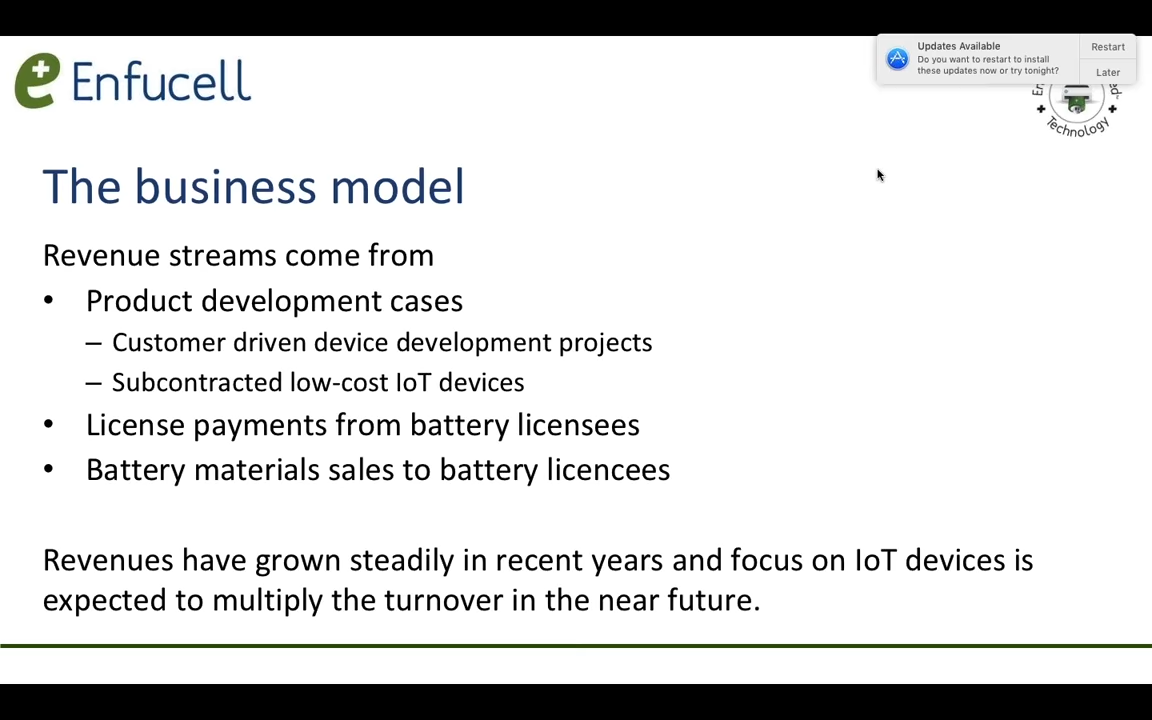 Enfucell
Updates Available
Do you want to restart to install
these updates now or try tonight?
Restart
Later
Technology
The business model
Revenue streams come from
• Product development cases
– Customer driven device development projects
– Subcontracted low-cost IoT devices
• License payments from battery licensees
• Battery materials sales to battery licencees
Revenues have grown steadily in recent years and focus on IoT devices is
expected to multiply the turnover in the near future.